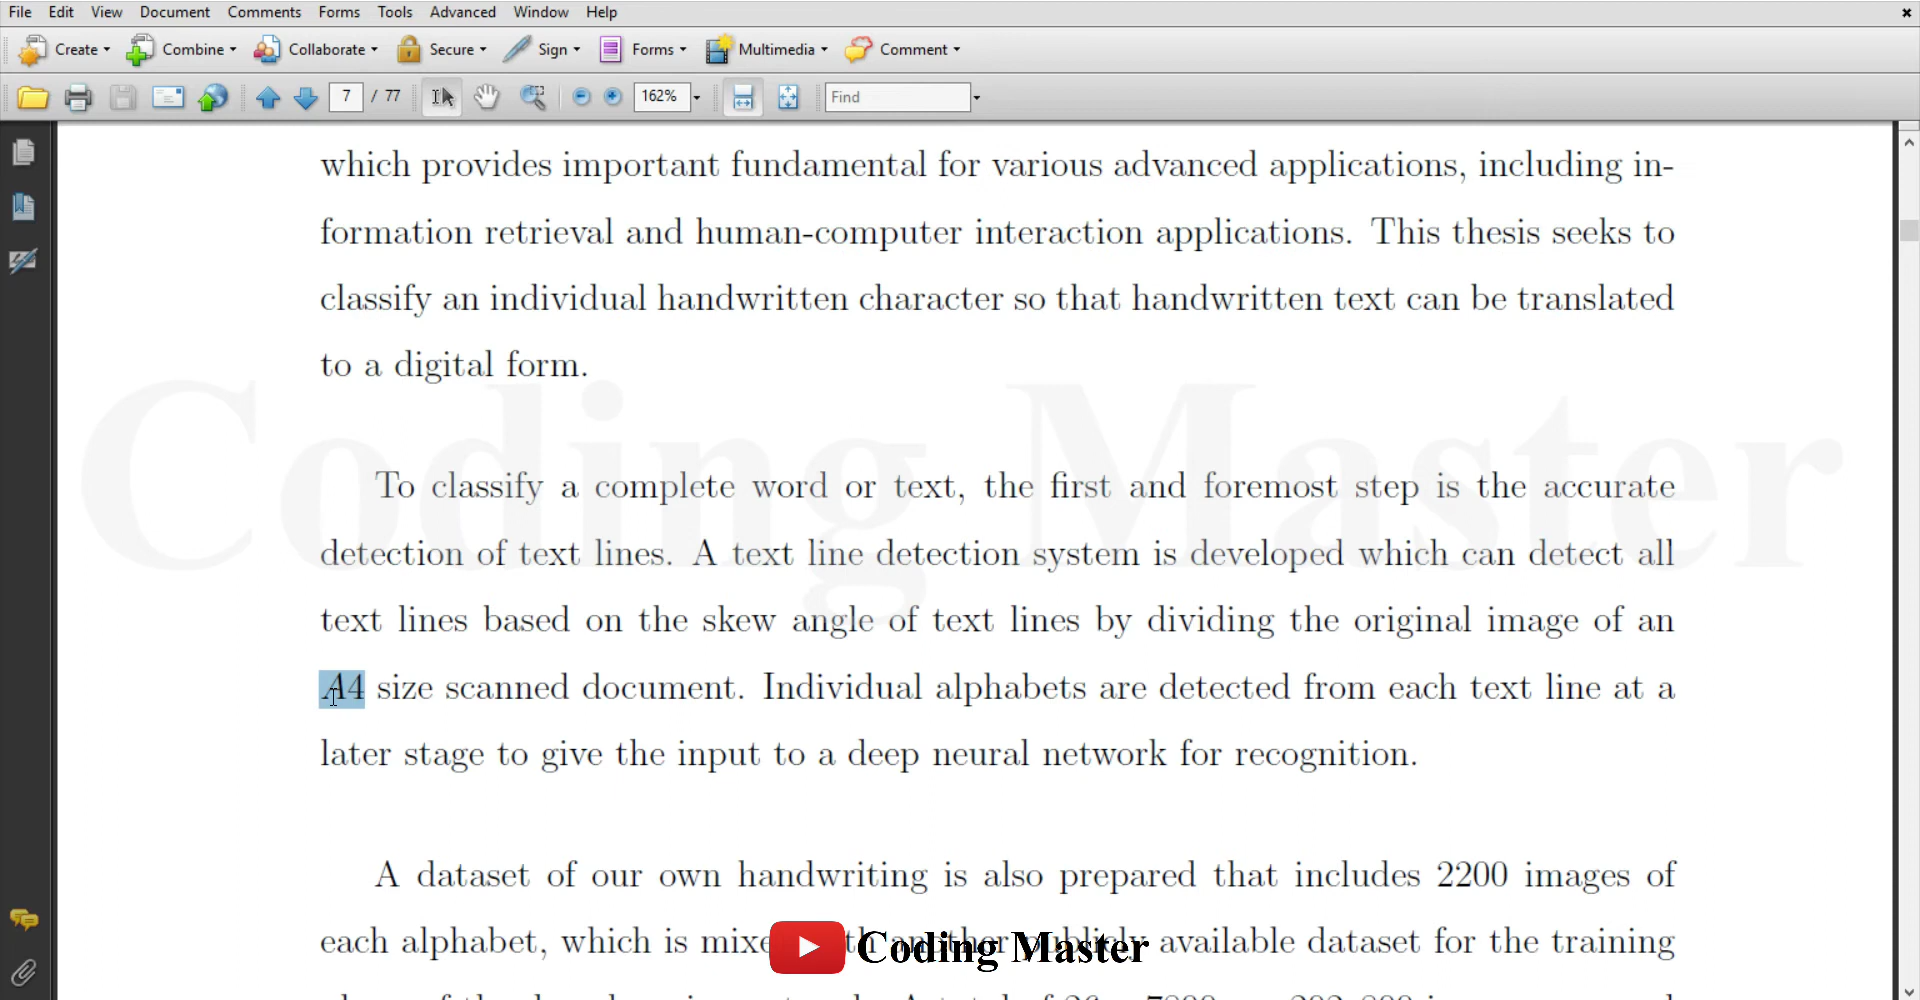 File Edit View Document Comments Forms Tools Advanced Window Help
Create Combine Collaborate Secure Sign Forms Multimedia Comment
7 / 77 162% Find
which provides important fundamental for various advanced applications, including in-
formation retrieval and human-computer interaction applications. This thesis seeks to
classify an individual handwritten character so that handwritten text can be translated
to a digital form.
Coding Master
To classify a complete word or text, the first and foremost step is the accurate
detection of text lines. A text line detection system is developed which can detect all
text lines based on the skew angle of text lines by dividing the original image of an
A4 size scanned document. Individual alphabets are detected from each text line at a
later stage to give the input to a deep neural network for recognition.
A dataset of our own handwriting is also prepared that includes 2200 images of
each alphabet, which is another publicly available dataset for the training
Coding Master